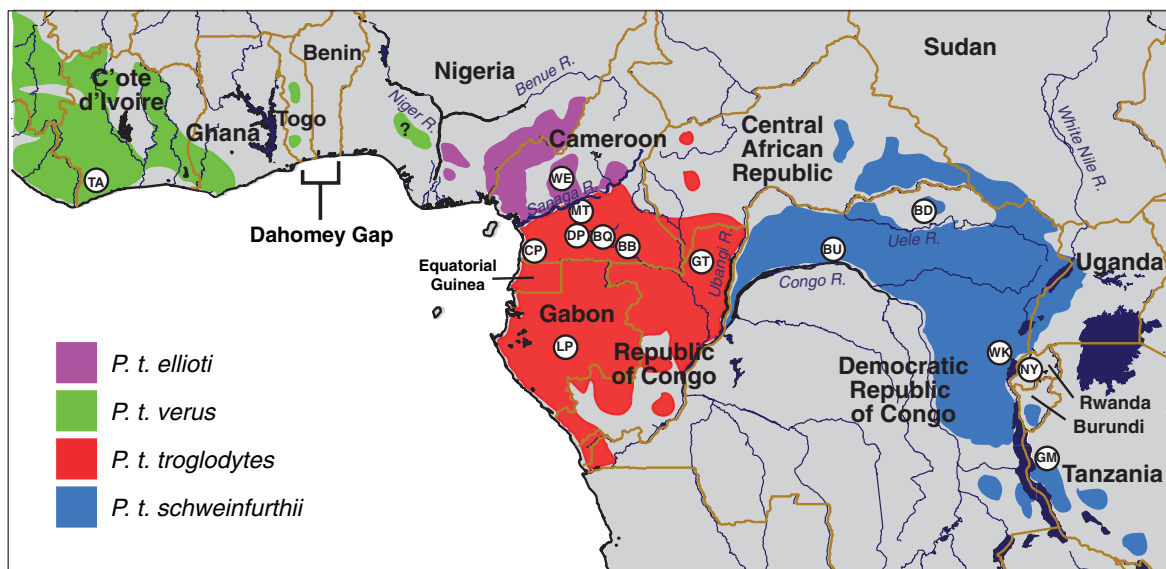 Sudan
Benin
Nigeria
Benue R.
C'ote
d'Ivoire
Niger R.
?
Ghana
Togo
Cameroon
Central
African
Republic
White Nile R.
TA
WE
Sanaga R.
MT
BD
DP
BQ
BB
CP
GT
Ubangi R.
BU
Uele R.
Dahomey Gap
Uganda
Equatorial
Guinea
Congo R.
Gabon
LP
Republic
of Congo
Democratic
Republic
of Congo
WK
NY
Rwanda
Burundi
GM
Tanzania
P. t. ellioti
P. t. verus
P. t. troglodytes
P. t. schweinfurthii